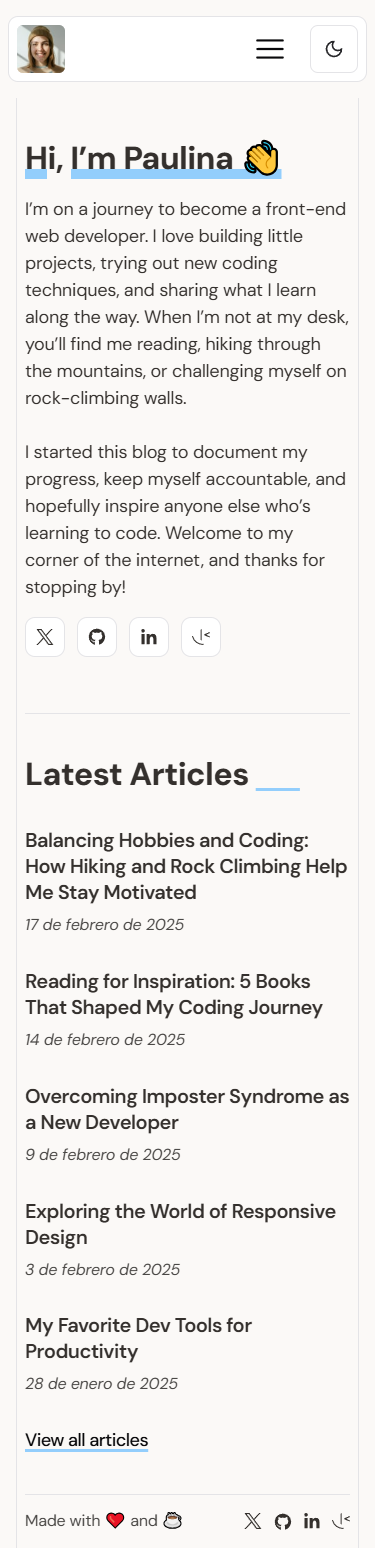 Hi, I’m Paulina 👋
I’m on a journey to become a front-end
web developer. I love building little
projects, trying out new coding
techniques, and sharing what I learn
along the way. When I’m not at my desk,
you’ll find me reading, hiking through
the mountains, or challenging myself on
rock-climbing walls.
I started this blog to document my
progress, keep myself accountable, and
hopefully inspire anyone else who’s
learning to code. Welcome to my
corner of the internet, and thanks for
stopping by!
Latest Articles
Balancing Hobbies and Coding:
How Hiking and Rock Climbing Help
Me Stay Motivated
17 de febrero de 2025
Reading for Inspiration: 5 Books
That Shaped My Coding Journey
14 de febrero de 2025
Overcoming Imposter Syndrome as
a New Developer
9 de febrero de 2025
Exploring the World of Responsive
Design
3 de febrero de 2025
My Favorite Dev Tools for
Productivity
28 de enero de 2025
View all articles
Made with ❤️ and ☕